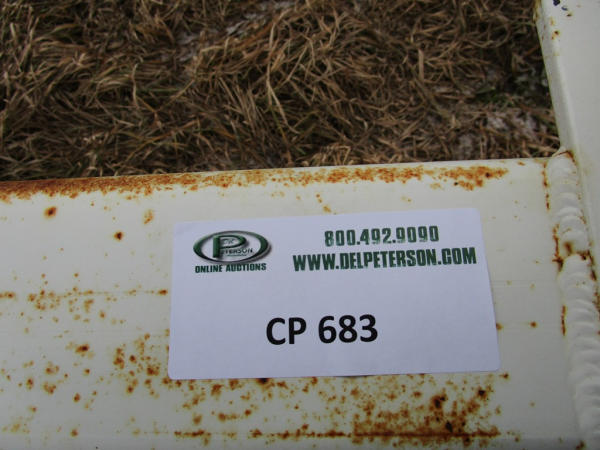 PETERSON
ONLINE AUCTIONS
800.492.9090
WWW.DELPETERSON.COM
CP 683